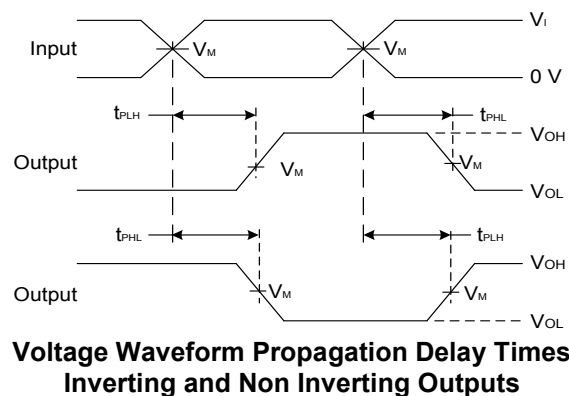 VI
Input VM VM
0 V
tPLH tPHL
VOH
Output VM VM
VOL
tPHL tPLH
VOH
Output VM VM
VOL
Voltage Waveform Propagation Delay Times
Inverting and Non Inverting Outputs